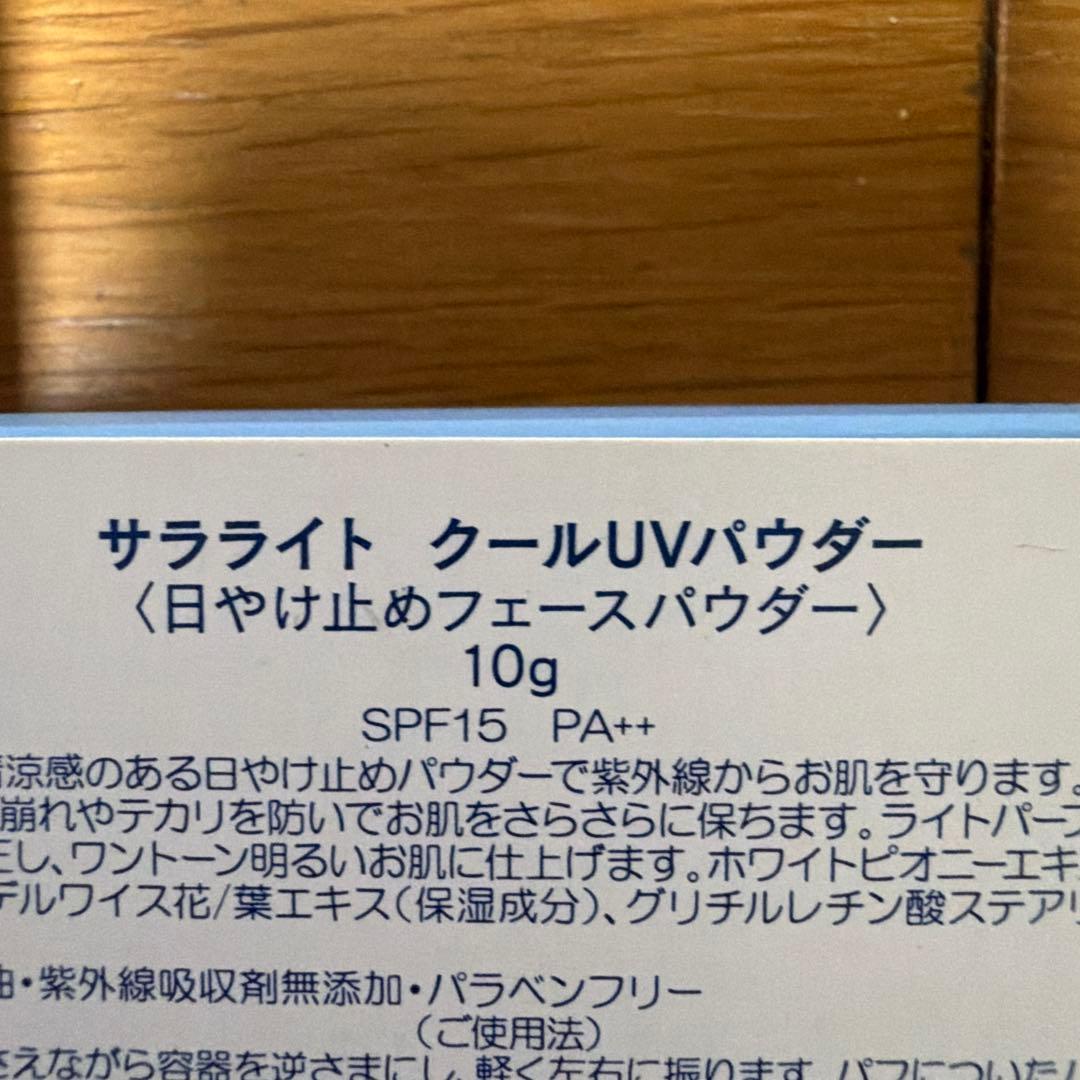 サラライト クールUVパウダー
〈日やけ止めフェースパウダー〉
10g
SPF15 PA++
涼感のある日やけ止めパウダーで紫外線からお肌を守ります。
崩れやテカリを防いでお肌をさらさらに保ちます。ライトパープ
し、ワントーン明るいお肌に仕上げます。ホワイトピオニーエキ
デルワイス花/葉エキス(保湿成分)、グリチルレチン酸ステアリ
油・紫外線吸収剤無添加・パラベンフリー
(ご使用法)
さえながら容器を逆さまにし、軽く左右に振ります。パフについた